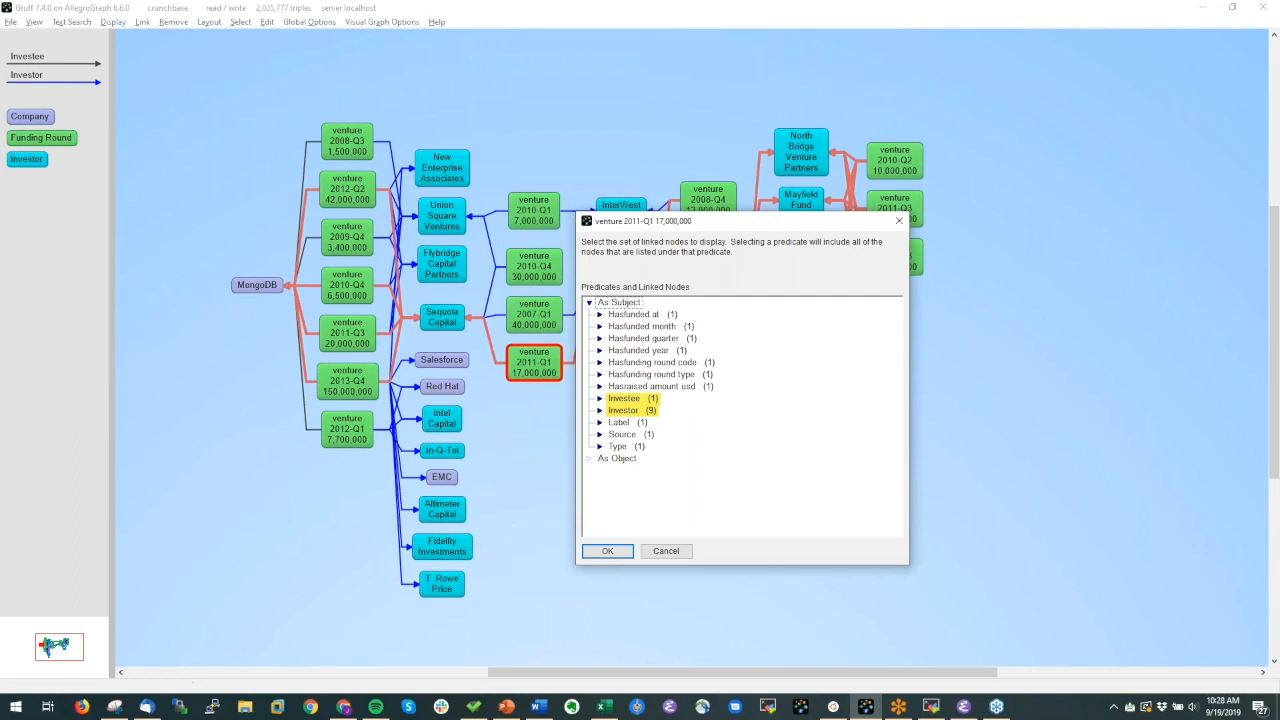 Gruff 7.4.0 on AllegroGraph 6.6.0 crunchbase read / write 2,025,777 triples server localhost
File View Text Search Display Link Remove Layout Select Edit Global Options Visual Graph Options Help
Investee
Investor
Company
Funding Round
Investor
MongoDB
venture
2008-Q3
1,500,000
venture
2012-Q2
42,000,000
venture
2009-Q4
3,400,000
venture
2010-Q4
6,500,000
venture
2011-Q3
20,000,000
venture
2013-Q4
150,000,000
venture
2012-Q1
7,700,000
New
Enterprise
Associates
Union
Square
Ventures
Flybridge
Capital
Partners
Sequoia
Capital
Salesforce
Red Hat
Intel
Capital
In-Q-Tel
EMC
Altimeter
Capital
Fidelity
Investments
T. Rowe
Price
venture
2010-Q1
7,000,000
venture
2010-Q4
30,000,000
venture
2007-Q1
40,000,000
venture
2011-Q1
17,000,000
InterWest
venture
2008-Q4
North
Bridge
Venture
Partners
Mayfield
Fund
venture
2010-Q2
10,000,000
venture
2011-Q3
venture 2011-Q1 17,000,000
Select the set of linked nodes to display. Selecting a predicate will include all of the
nodes that are listed under that predicate.
Predicates and Linked Nodes
As Subject
Hasfunded at (1)
Hasfunded month (1)
Hasfunded quarter (1)
Hasfunded year (1)
Hasfunding round code (1)
Hasfunding round type (1)
Hasraised amount usd (1)
Investee (1)
Investor (9)
Label (1)
Source (1)
Type (1)
As Object
OK Cancel
10:28 AM
9/19/2019
27